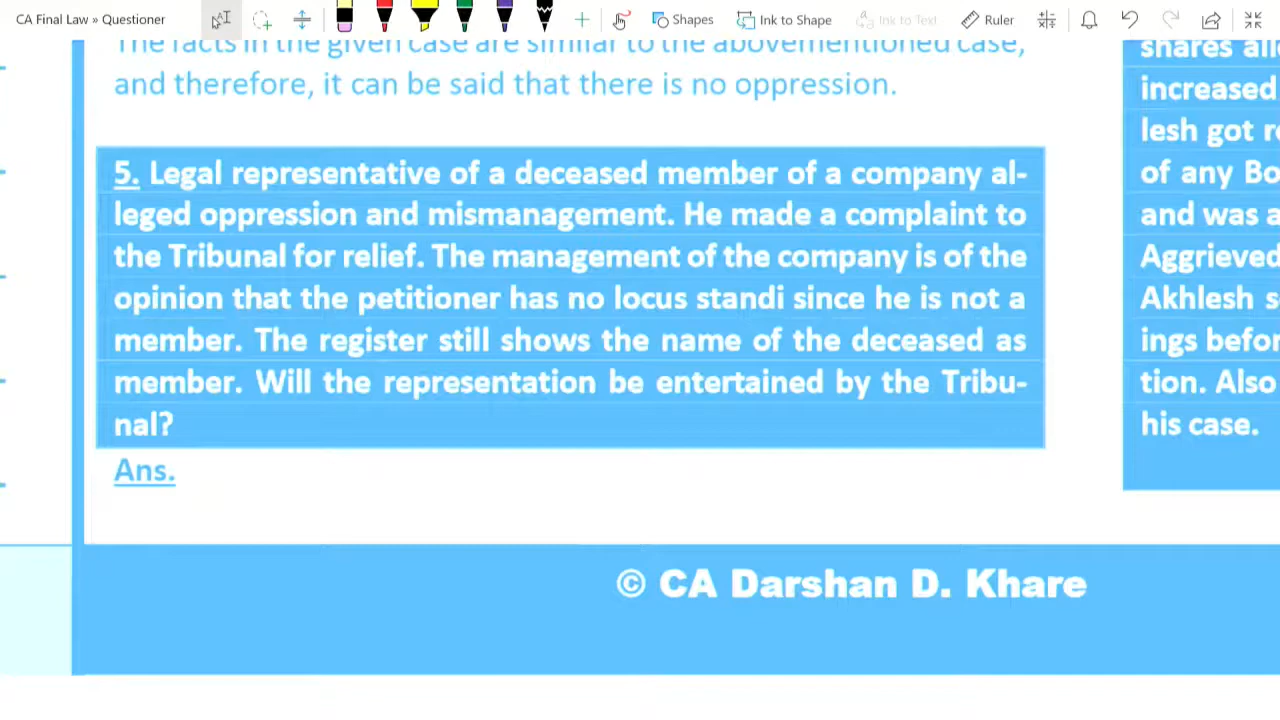 CA Final Law » Questioner
Shapes
Ink to Shape
Ink to Text
Ruler
The facts in the given case are similar to the abovementioned case,
and therefore, it can be said that there is no oppression.
5. Legal representative of a deceased member of a company al-
leged oppression and mismanagement. He made a complaint to
the Tribunal for relief. The management of the company is of the
opinion that the petitioner has no locus standi since he is not a
member. The register still shows the name of the deceased as
member. Will the representation be entertained by the Tribu-
nal?
Ans.
shares
increased
lesh got
of any
and was
Aggrieved
Akhlesh
ings
tion. Also
his case.
© CA Darshan D. Khare